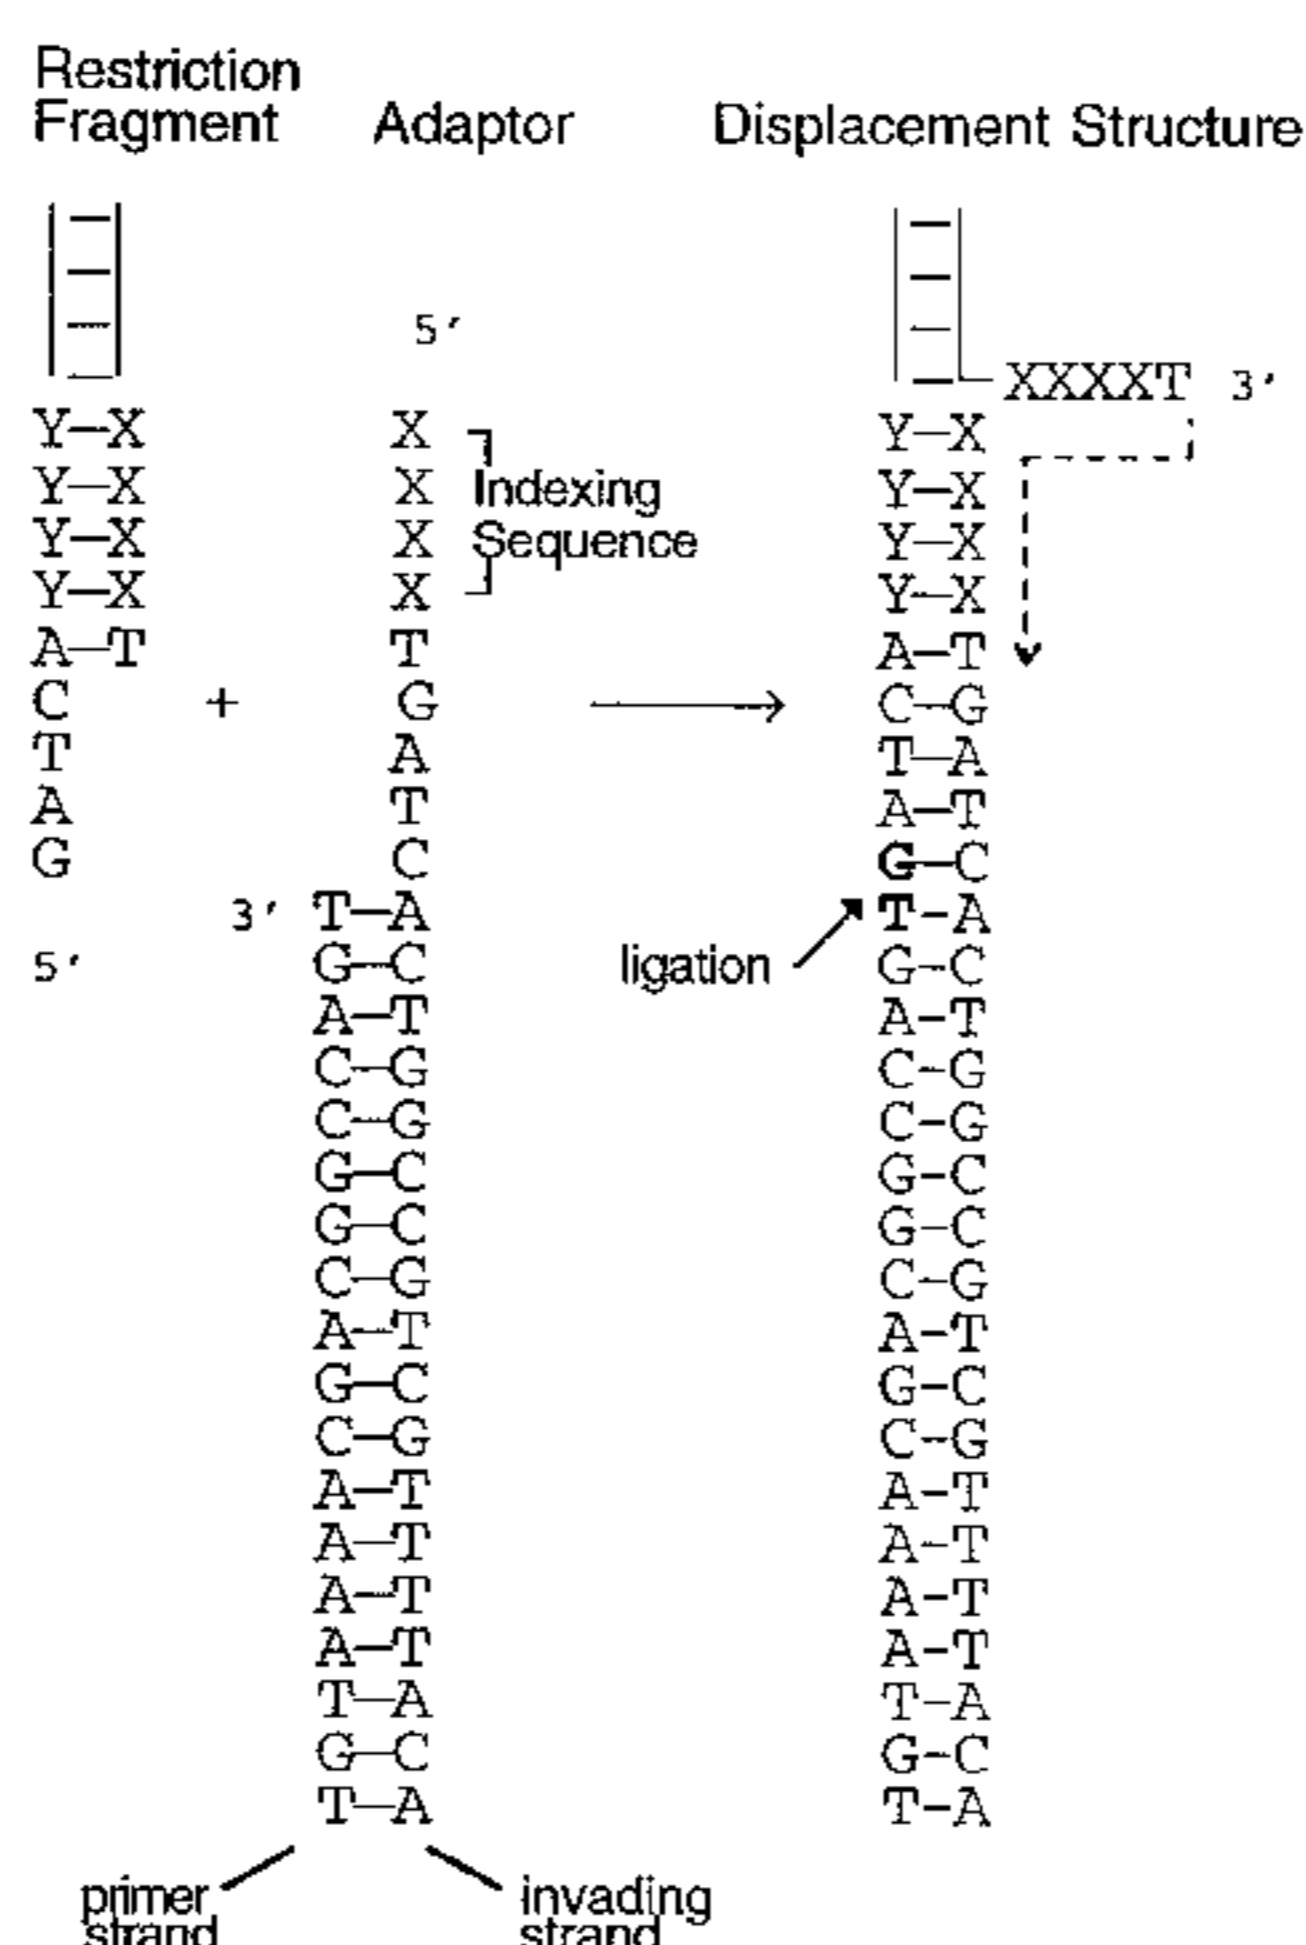 Restriction
Fragment
Adaptor
Displacement Structure
5′
XXXXT 3′
Y—X X Y—X
Y—X X Indexing Y—X
Y—X X Sequence Y—X
Y—X X Y—X
A—T T A—T
C + G C—G
T A T—A
A T A—T
G C G—C
3′ T—A T—A
5′ G—C ligation G—C
A—T A—T
C—G C—G
C—G C—G
G—C G—C
G—C G—C
C—G C—G
A—T A—T
G—C G—C
C—G C—G
A—T A—T
A—T A—T
A—T A—T
A—T A—T
T—A T—A
G—C G—C
T—A T—A
primer
strand
invading
strand